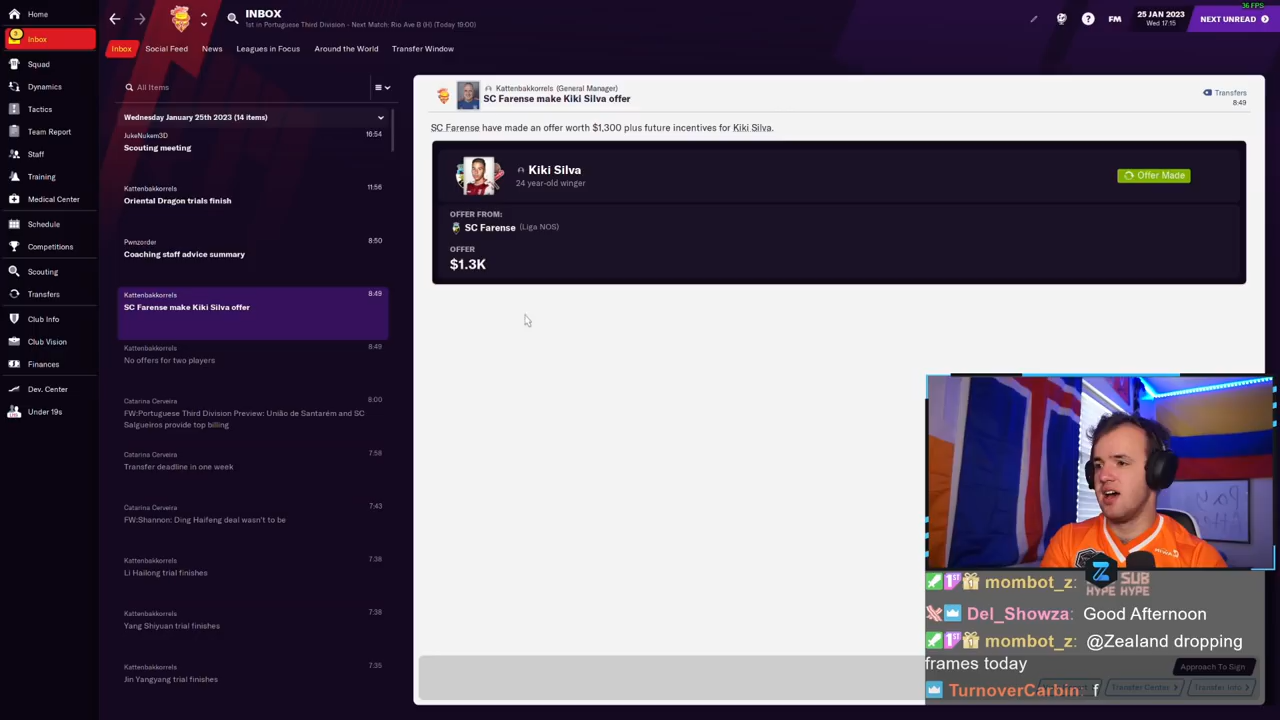 36 FPS
Home
Inbox
Squad
Dynamics
Tactics
Team Report
Staff
Training
Medical Center
Schedule
Competitions
Scouting
Transfers
Club Info
Club Vision
Finances
Dev. Center
Under 19s
3
INBOX
1st in Portuguese Third Division - Next Match: Rio Ave B (H) (Today 19:00)
FM
25 JAN 2023
Wed 17:15
NEXT UNREAD
Inbox
Social Feed
News
Leagues in Focus
Around the World
Transfer Window
All Items
Wednesday January 25th 2023 (14 items)
JukeNukem3D 16:54
Scouting meeting
Kattenbakkorrels 11:56
Oriental Dragon trials finish
Pwnzorder 8:50
Coaching staff advice summary
Kattenbakkorrels 8:49
SC Farense make Kiki Silva offer
Kattenbakkorrels 8:49
No offers for two players
Catarina Cerveira 8:00
FW:Portuguese Third Division Preview: União de Santarém and SC
Salgueiros provide top billing
Catarina Cerveira 7:58
Transfer deadline in one week
Catarina Cerveira 7:43
FW:Shannon: Ding Haifeng deal wasn't to be
Kattenbakkorrels 7:38
Li Hailong trial finishes
Kattenbakkorrels 7:38
Yang Shiyuan trial finishes
Kattenbakkorrels 7:35
Jin Yangyang trial finishes
Kattenbakkorrels (General Manager)
SC Farense make Kiki Silva offer
Transfers
8:49
SC Farense have made an offer worth $1,300 plus future incentives for Kiki Silva.
Kiki Silva
24 year-old winger
Offer Made
OFFER FROM:
SC Farense (Liga NOS)
OFFER
$1.3K
mombot_z: SUB HYPE HYPE
Del_Showza: Good Afternoon
mombot_z: @Zealand dropping
frames today
TurnoverCarbin: f
Approach To Sign
Transfer Center
Transfer Info